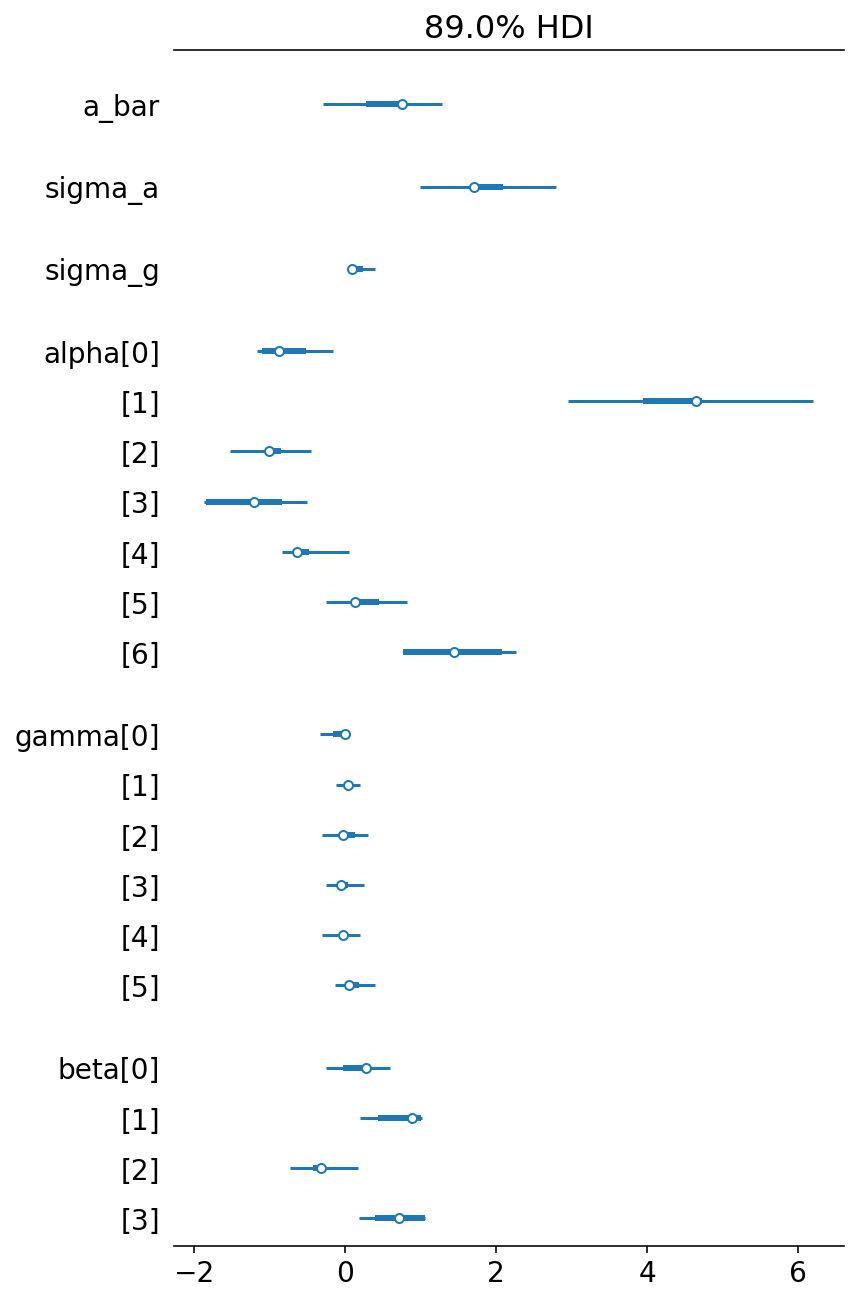 89.0% HDI
a_bar
sigma_a
sigma_g
alpha[0]
[1]
[2]
[3]
[4]
[5]
[6]
gamma[0]
[1]
[2]
[3]
[4]
[5]
beta[0]
[1]
[2]
[3]
−2 0 2 4 6